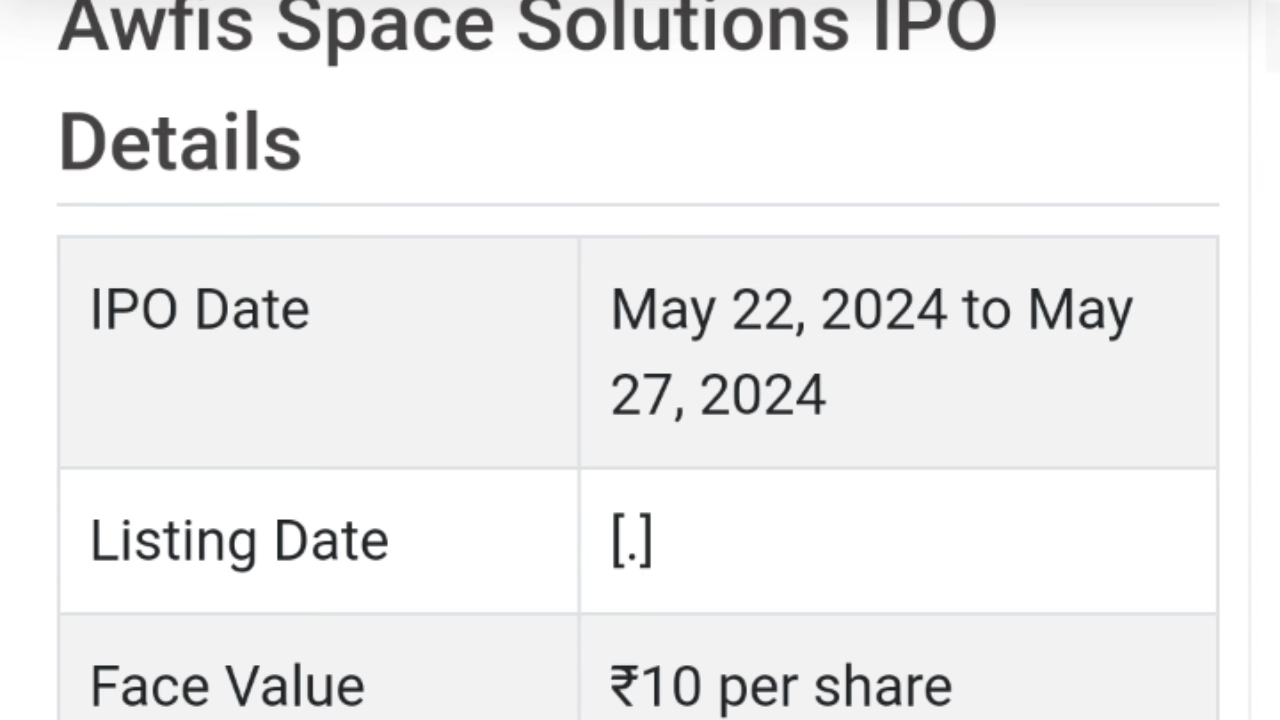 Awfis Space Solutions IPO
Details
IPO Date
May 22, 2024 to May
27, 2024
Listing Date
[.]
Face Value
₹10 per share